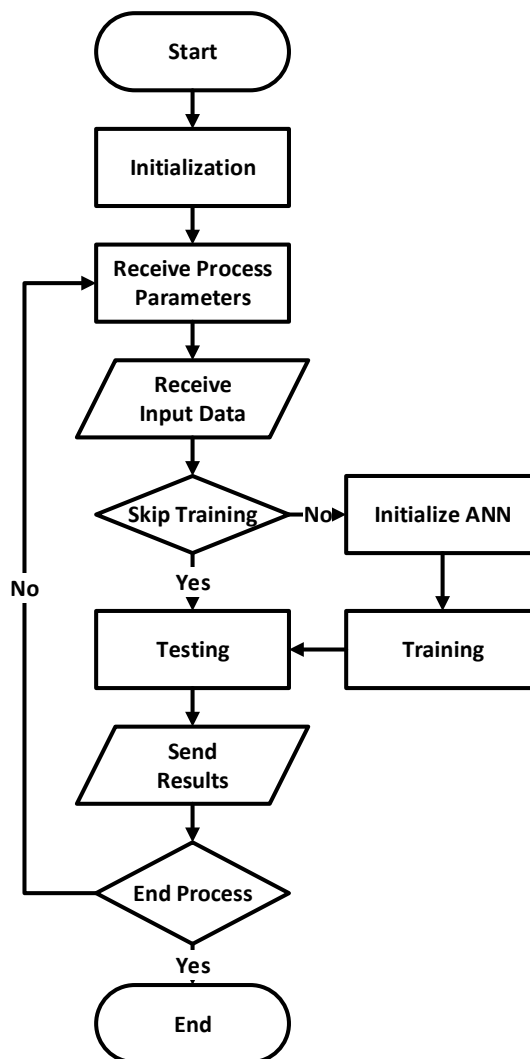 Start
Initialization
Receive Process
Parameters
Receive
Input Data
Skip Training
No
Initialize ANN
Yes
No
Testing
Training
Send
Results
End Process
Yes
End